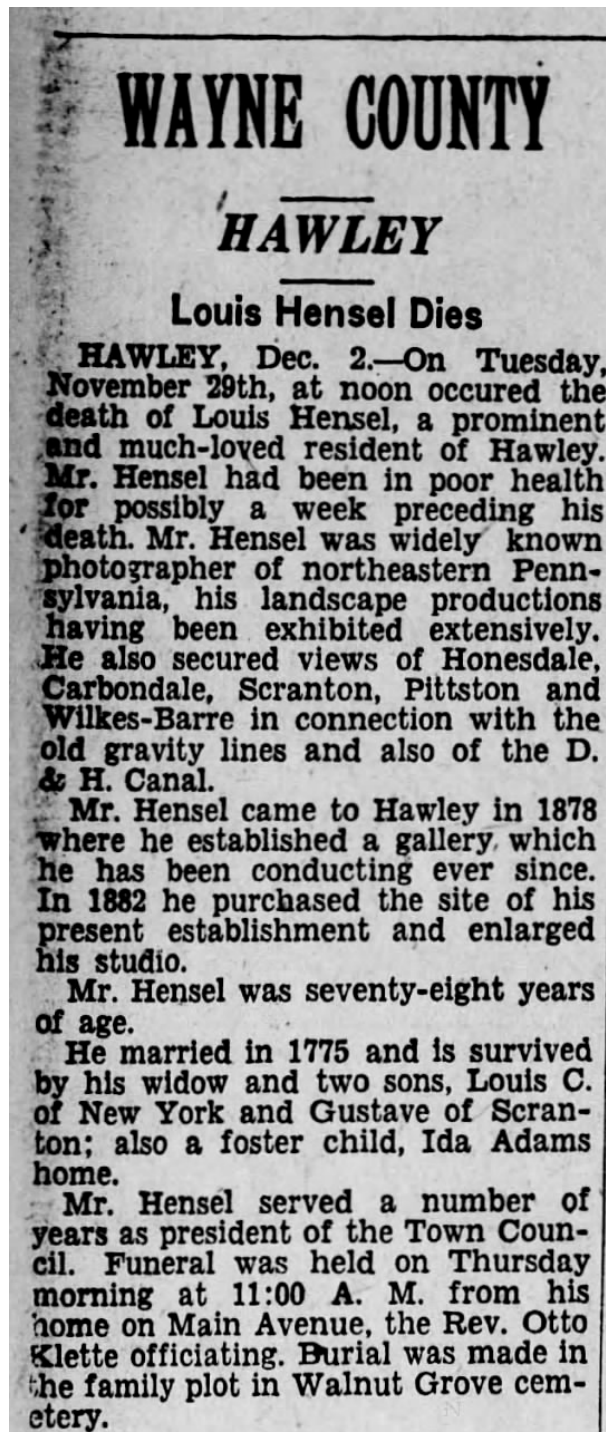 WAYNE COUNTY
HAWLEY
Louis Hensel Dies
HAWLEY, Dec. 2.—On Tuesday,
November 29th, at noon occured the
death of Louis Hensel, a prominent
and much-loved resident of Hawley.
Mr. Hensel had been in poor health
for possibly a week preceding his
death. Mr. Hensel was widely known
photographer of northeastern Penn-
sylvania, his landscape productions
having been exhibited extensively.
He also secured views of Honesdale,
Carbondale, Scranton, Pittston and
Wilkes-Barre in connection with the
old gravity lines and also of the D.
& H. Canal.
Mr. Hensel came to Hawley in 1878
where he established a gallery which
he has been conducting ever since.
In 1882 he purchased the site of his
present establishment and enlarged
his studio.
Mr. Hensel was seventy-eight years
of age.
He married in 1775 and is survived
by his widow and two sons, Louis C.
of New York and Gustave of Scran-
ton; also a foster child, Ida Adams
home.
Mr. Hensel served a number of
years as president of the Town Coun-
cil. Funeral was held on Thursday
morning at 11:00 A. M. from his
home on Main Avenue, the Rev. Otto
Klette officiating. Burial was made in
the family plot in Walnut Grove cem-
etery.